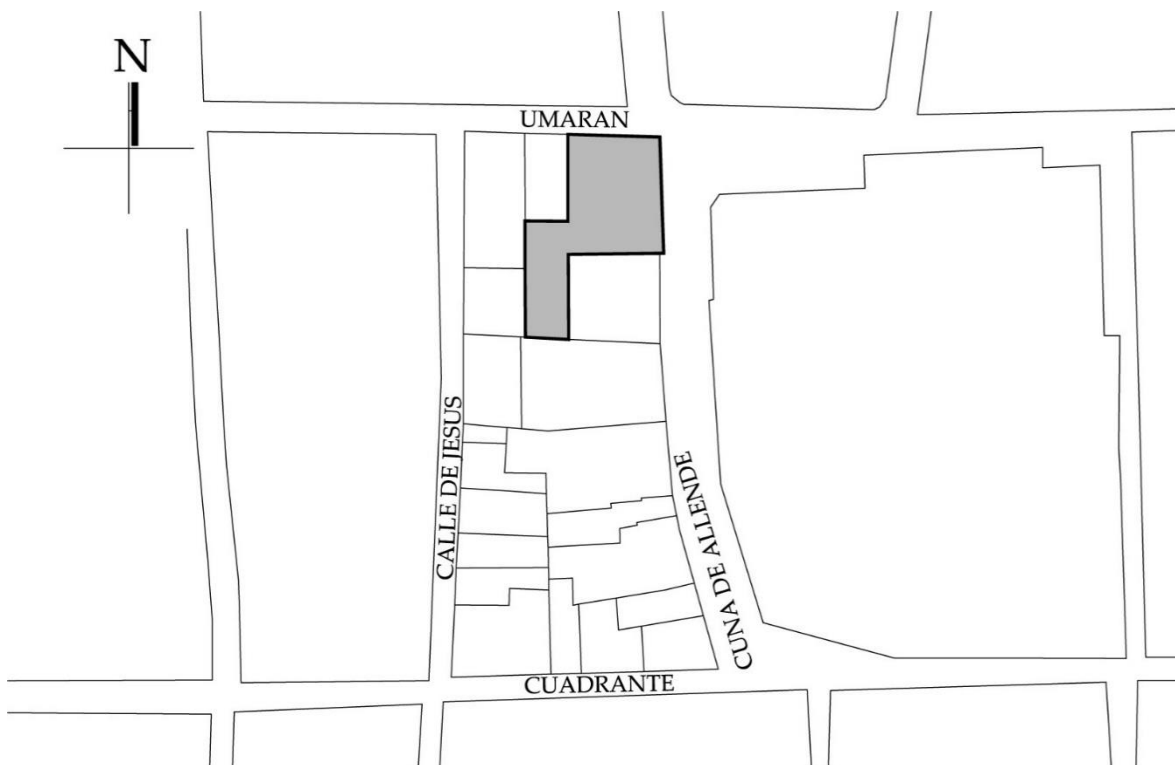 N
UMARAN
CALLE DE JESUS
CUNA DE ALLENDE
CUADRANTE